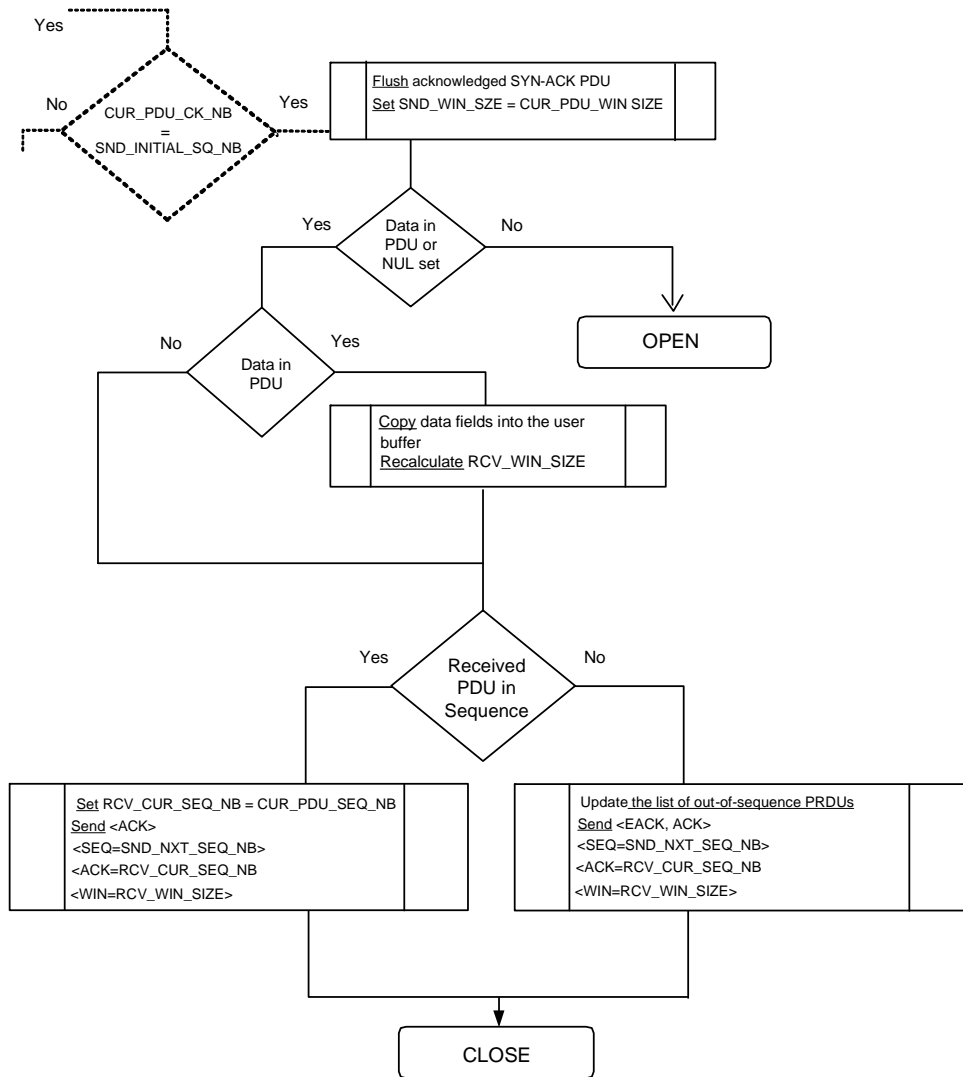 Yes
No
CUR_PDU_CK_NB
=
SND_INITIAL_SQ_NB
Yes
Flush acknowledged SYN-ACK PDU
Set SND_WIN_SZE = CUR_PDU_WIN SIZE
Yes
Data in
PDU or
NUL set
No
OPEN
No
Data in
PDU
Yes
Copy data fields into the user
buffer
Recalculate RCV_WIN_SIZE
Yes
Received
PDU in
Sequence
No
Set RCV_CUR_SEQ_NB = CUR_PDU_SEQ_NB
Send <ACK>
<SEQ=SND_NXT_SEQ_NB>
<ACK=RCV_CUR_SEQ_NB
<WIN=RCV_WIN_SIZE>
Update the list of out-of-sequence PRDUs
Send <EACK, ACK>
<SEQ=SND_NXT_SEQ_NB>
<ACK=RCV_CUR_SEQ_NB
<WIN=RCV_WIN_SIZE>
CLOSE